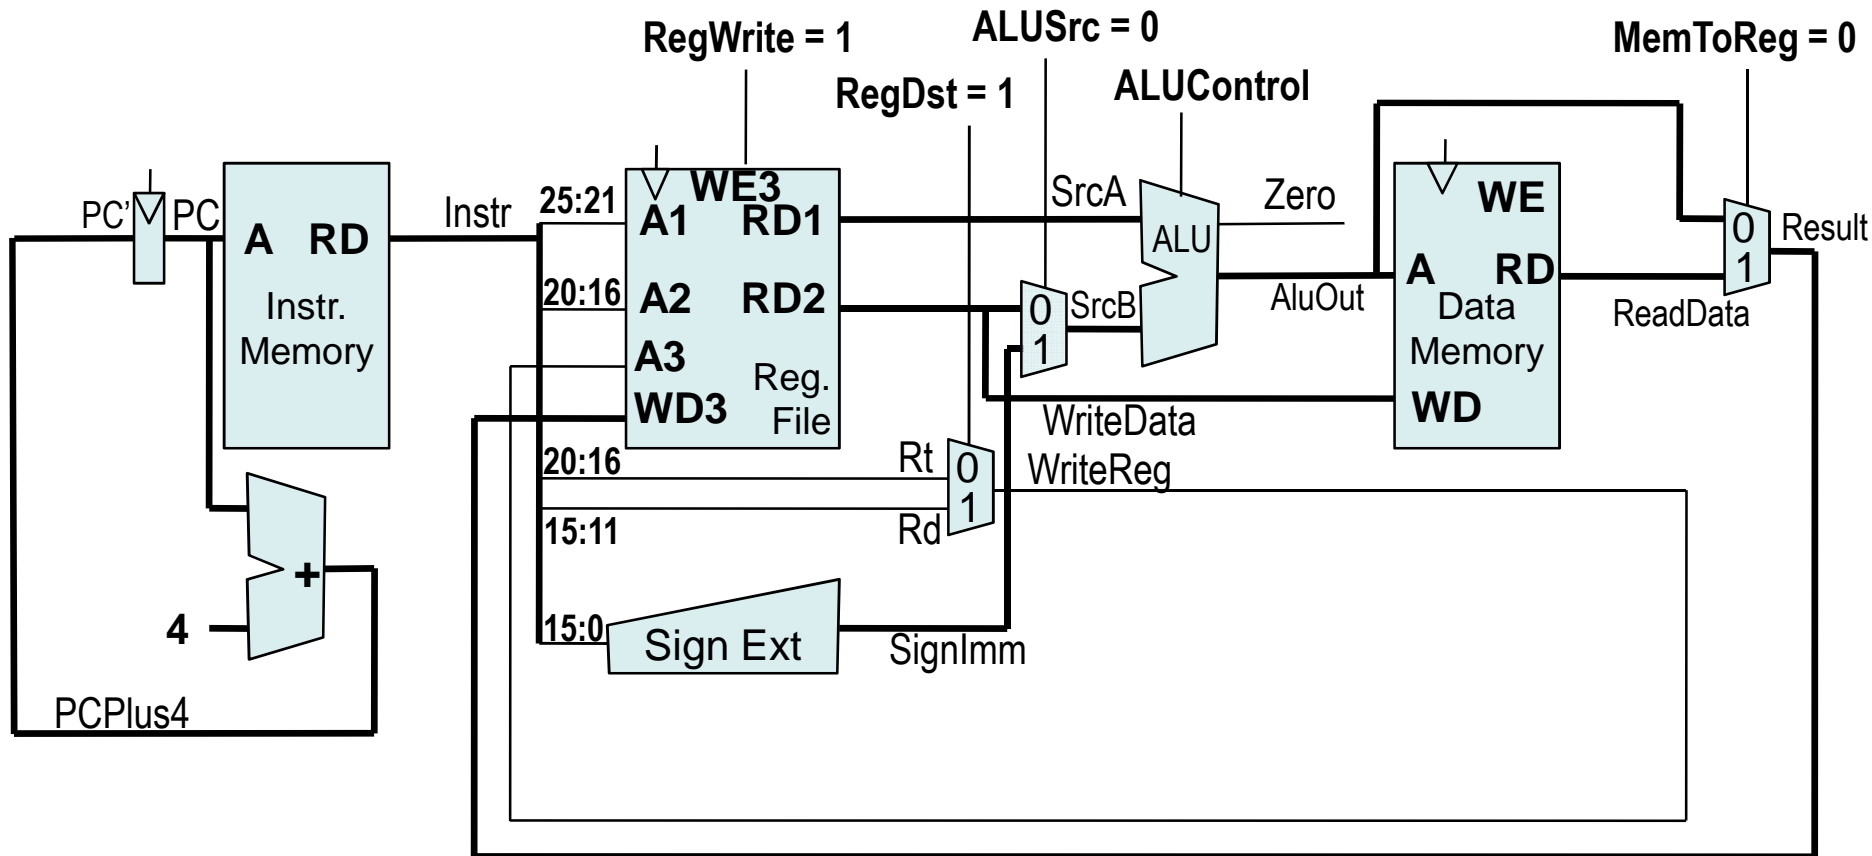 RegWrite = 1
ALUSrc = 0
MemToReg = 0
RegDst = 1
ALUControl
PC'
PC
A RD
Instr.
Memory
Instr
25:21
20:16
WE3
A1 RD1
A2 RD2
A3
WD3
Reg.
File
SrcA
0
1
SrcB
ALU
Zero
AluOut
WE
A RD
Data
Memory
WD
ReadData
0
1
Result
WriteData
WriteReg
20:16
Rt
0
1
15:11
Rd
+
4
15:0
Sign Ext
SignImm
PCPlus4